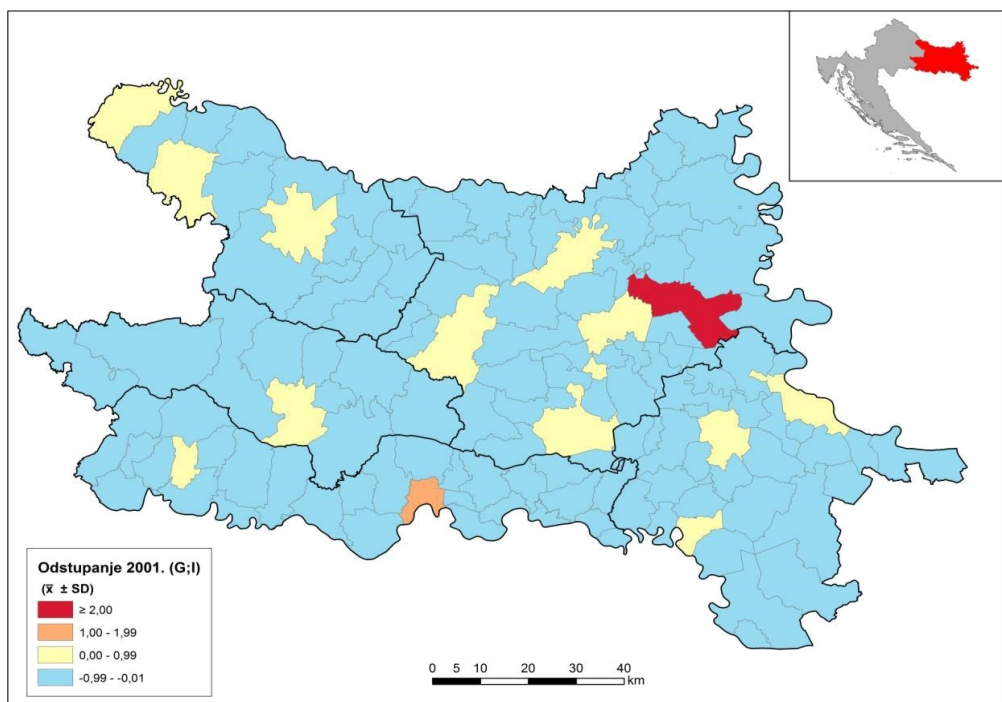 Odstupanje 2001. (G;I)
(x̅ ± SD)
≥ 2,00
1,00 - 1,99
0,00 - 0,99
-0,99 - -0,01
0 5 10 20 30 40
km